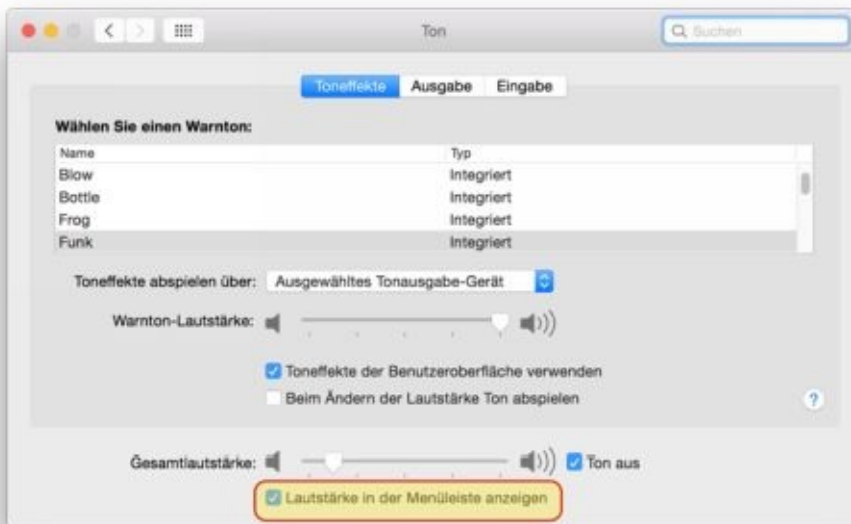 Ton
Suchen
Toneffekte Ausgabe Eingabe
Wählen Sie einen Warnton:
Name Typ
Blow Integriert
Bottle Integriert
Frog Integriert
Funk Integriert
Toneffekte abspielen über: Ausgewähltes Tonausgabe-Gerät
Warnton-Lautstärke:
Toneffekte der Benutzeroberfläche verwenden
Beim Ändern der Lautstärke Ton abspielen
?
Gesamtlautstärke: Ton aus
Lautstärke in der Menüleiste anzeigen